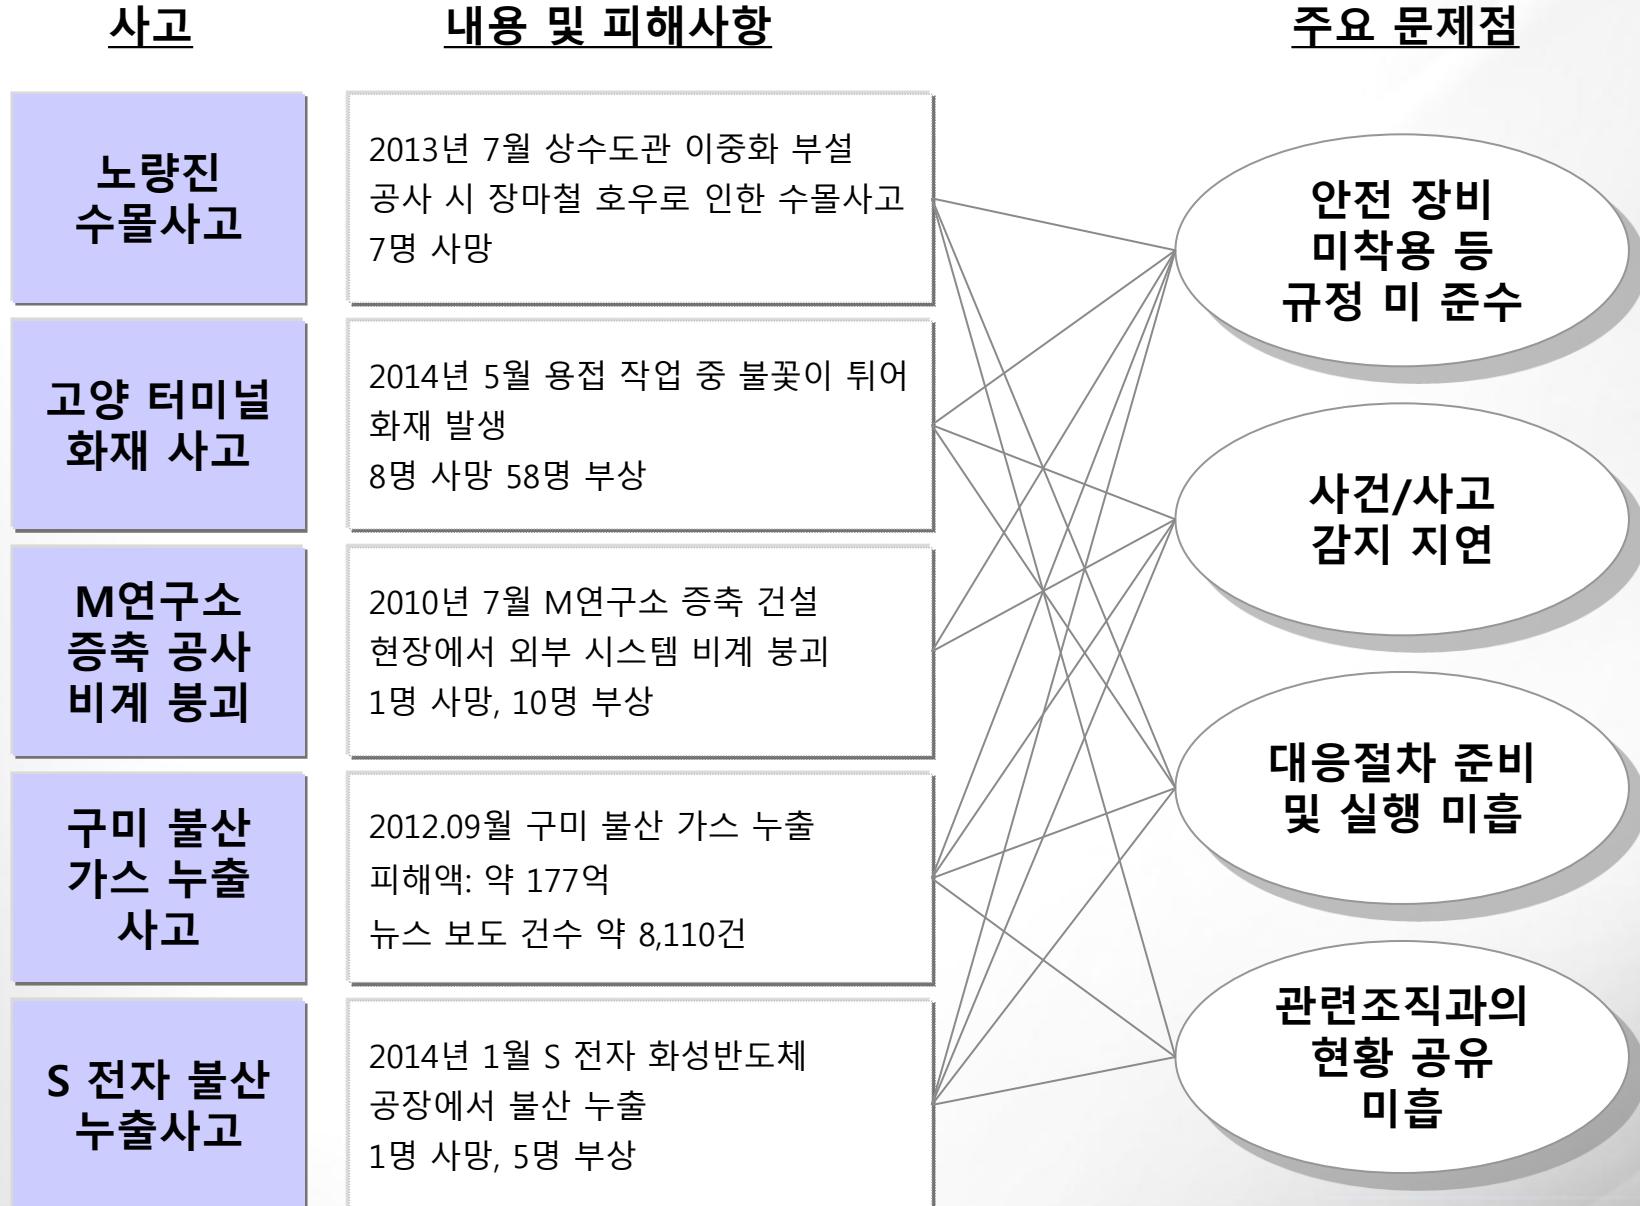 사고
내용 및 피해사항
주요 문제점
노량진
수몰사고
2013년 7월 상수도관 이중화 부설
공사 시 장마철 호우로 인한 수몰사고
7명 사망
고양 터미널
화재 사고
2014년 5월 용접 작업 중 불꽃이 튀어
화재 발생
8명 사망 58명 부상
M연구소
증축 공사
비계 붕괴
2010년 7월 M연구소 증축 건설
현장에서 외부 시스템 비계 붕괴
1명 사망, 10명 부상
구미 불산
가스 누출
사고
2012.09월 구미 불산 가스 누출
피해액: 약 177억
뉴스 보도 건수 약 8,110건
S 전자 불산
누출사고
2014년 1월 S 전자 화성반도체
공장에서 불산 누출
1명 사망, 5명 부상
안전 장비
미착용 등
규정 미 준수
사건/사고
감지 지연
대응절차 준비
및 실행 미흡
관련조직과의
현황 공유
미흡